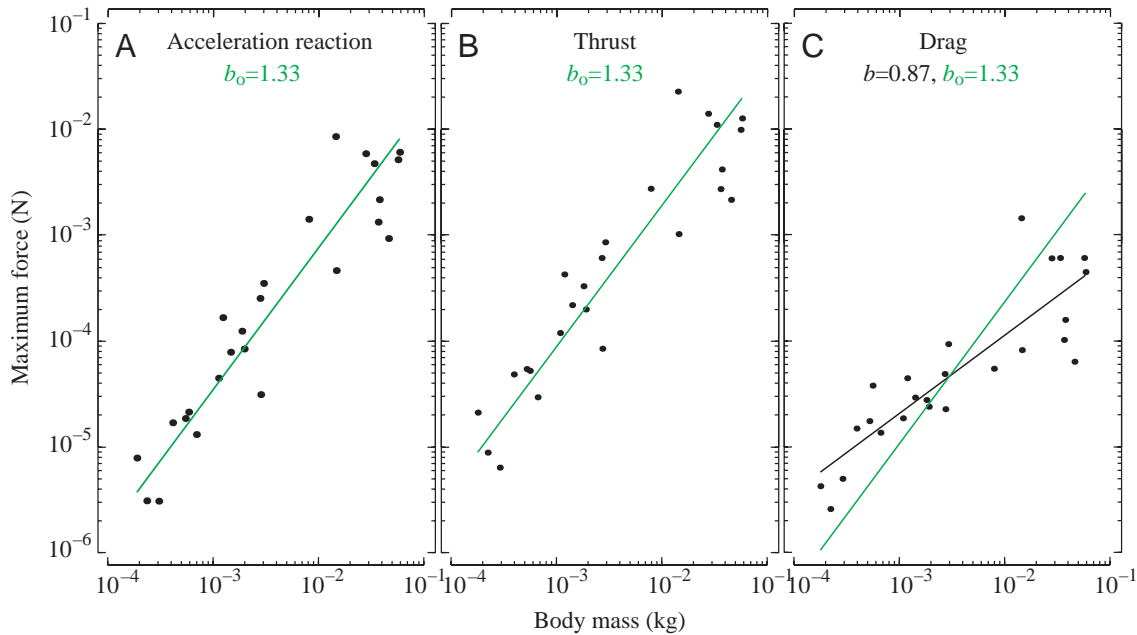 A Acceleration reaction
b₀=1.33
B Thrust
b₀=1.33
C Drag
b=0.87, b₀=1.33
Maximum force (N)
10⁻¹
10⁻²
10⁻³
10⁻⁴
10⁻⁵
10⁻⁶
10⁻⁴ 10⁻³ 10⁻² 10⁻¹ 10⁻⁴ 10⁻³ 10⁻² 10⁻¹ 10⁻⁴ 10⁻³ 10⁻² 10⁻¹
Body mass (kg)